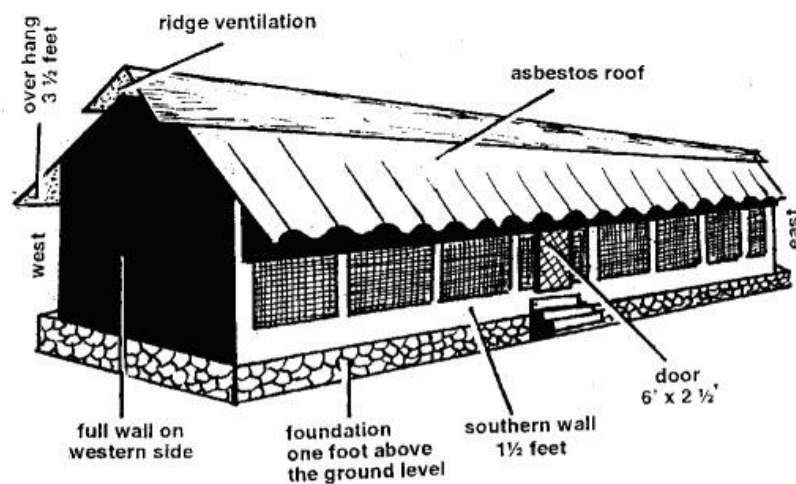 ridge ventilation
over hang
3 ½ feet
asbestos roof
west
east
door
6' x 2 ½'
full wall on
western side
foundation
one foot above
the ground level
southern wall
1½ feet